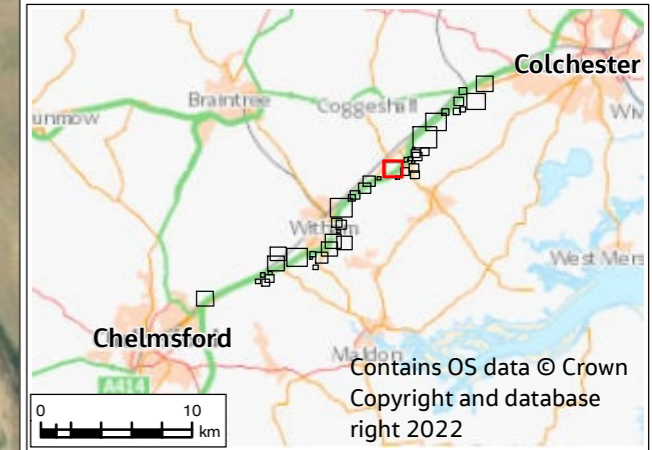 Colchester
Braintree
Coggeshall
unmow
Witham
West Mers
Chelmsford
Maldon
A414
Contains OS data © Crown
Copyright and database
right 2022
0 10
km